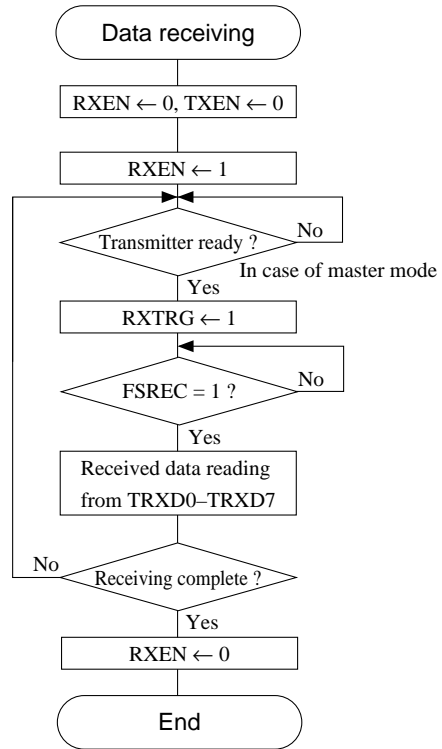 Data receiving
RXEN ← 0, TXEN ← 0
RXEN ← 1
Transmitter ready ?
No
In case of master mode
Yes
RXTRG ← 1
FSREC = 1 ?
No
Yes
Received data reading
from TRXD0–TRXD7
No
Receiving complete ?
Yes
RXEN ← 0
End